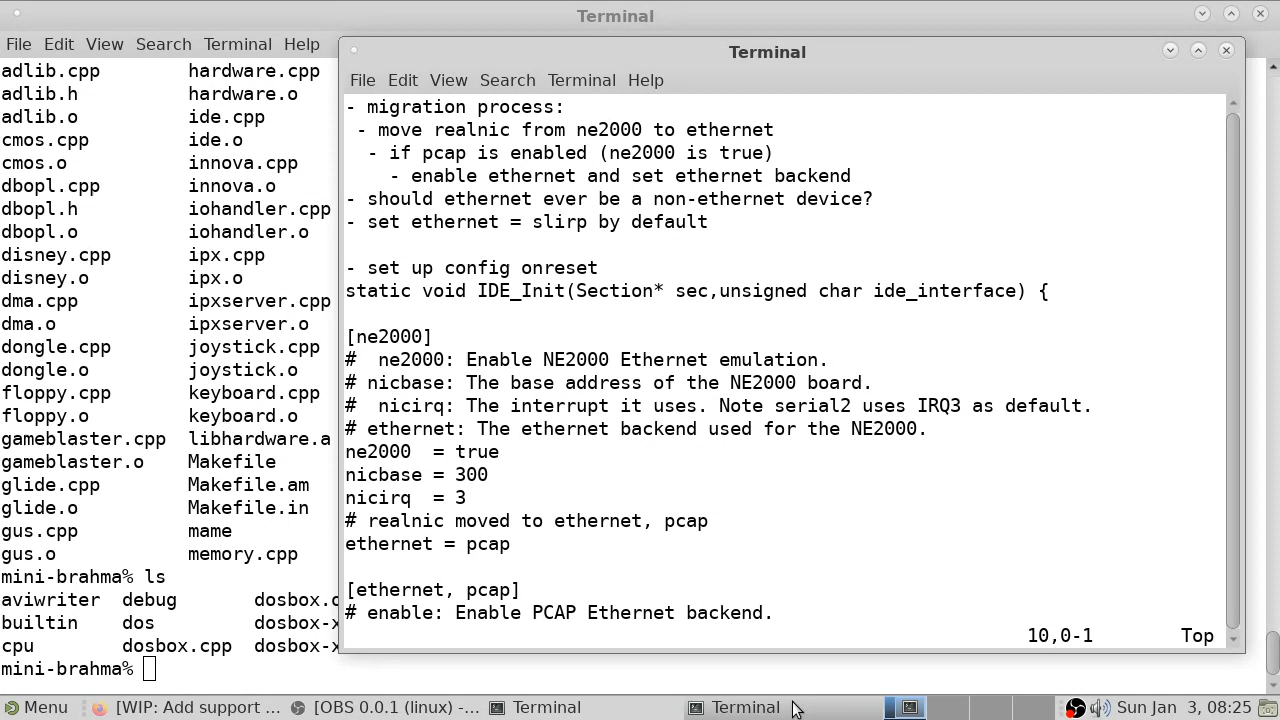 Terminal
File Edit View Search Terminal Help
adlib.cpp hardware.cpp
adlib.h hardware.o
adlib.o ide.cpp
cmos.cpp ide.o
cmos.o innova.cpp
dbopl.cpp innova.o
dbopl.h iohandler.cpp
dbopl.o iohandler.o
disney.cpp ipx.cpp
disney.o ipx.o
dma.cpp ipxserver.cpp
dma.o ipxserver.o
dongle.cpp joystick.cpp
dongle.o joystick.o
floppy.cpp keyboard.cpp
floppy.o keyboard.o
gameblaster.cpp libhardware.a
gameblaster.o Makefile
glide.cpp Makefile.am
glide.o Makefile.in
gus.cpp mame
gus.o memory.cpp
mini-brahma% ls
aviwriter debug dosbox.
builtin dos dosbox-
cpu dosbox.cpp dosbox-
mini-brahma%
Terminal
File Edit View Search Terminal Help
- migration process:
- move realnic from ne2000 to ethernet
- if pcap is enabled (ne2000 is true)
- enable ethernet and set ethernet backend
- should ethernet ever be a non-ethernet device?
- set ethernet = slirp by default
- set up config onreset
static void IDE_Init(Section* sec,unsigned char ide_interface) {
[ne2000]
# ne2000: Enable NE2000 Ethernet emulation.
# nicbase: The base address of the NE2000 board.
# nicirq: The interrupt it uses. Note serial2 uses IRQ3 as default.
# ethernet: The ethernet backend used for the NE2000.
ne2000 = true
nicbase = 300
nicirq = 3
# realnic moved to ethernet, pcap
ethernet = pcap
[ethernet, pcap]
# enable: Enable PCAP Ethernet backend.
10,0-1 Top
Menu [WIP: Add support ... [OBS 0.0.1 (linux) -... Terminal Terminal Sun Jan 3, 08:25